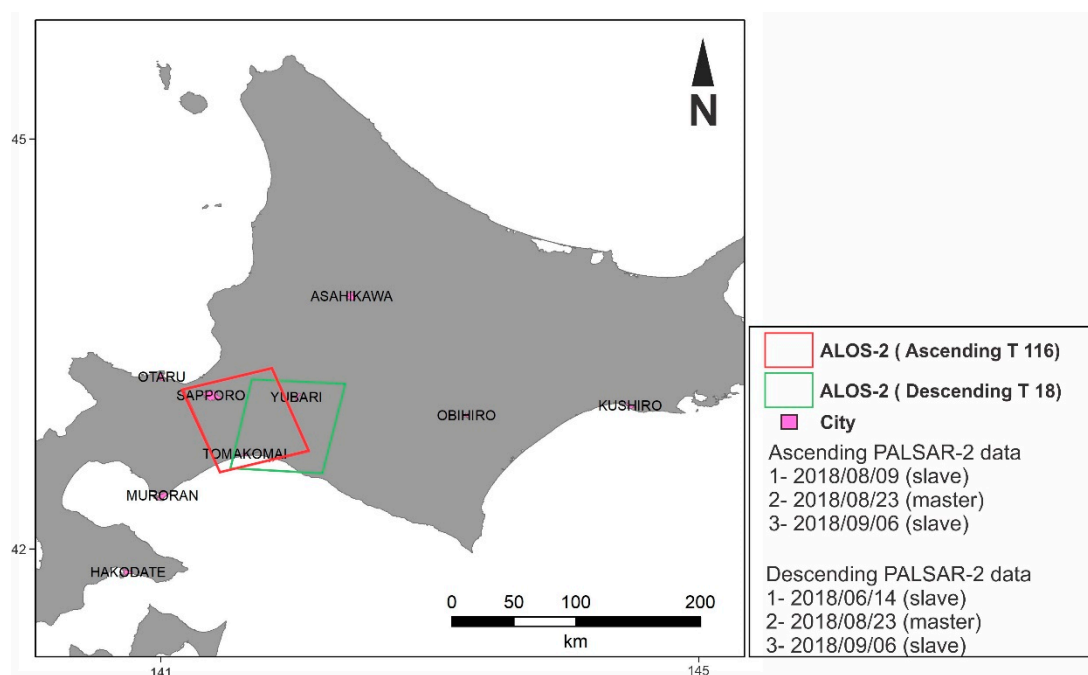 N
45
ASAHIKAWA
OTARU
SAPPORO
YUBARI
OBIHIRO
KUSHIRO
TOMAKOMAI
MURORAN
42
HAKODATE
0 50 100 200
km
141
145
ALOS-2 ( Ascending T 116)
ALOS-2 ( Descending T 18)
City
Ascending PALSAR-2 data
1- 2018/08/09 (slave)
2- 2018/08/23 (master)
3- 2018/09/06 (slave)
Descending PALSAR-2 data
1- 2018/06/14 (slave)
2- 2018/08/23 (master)
3- 2018/09/06 (slave)